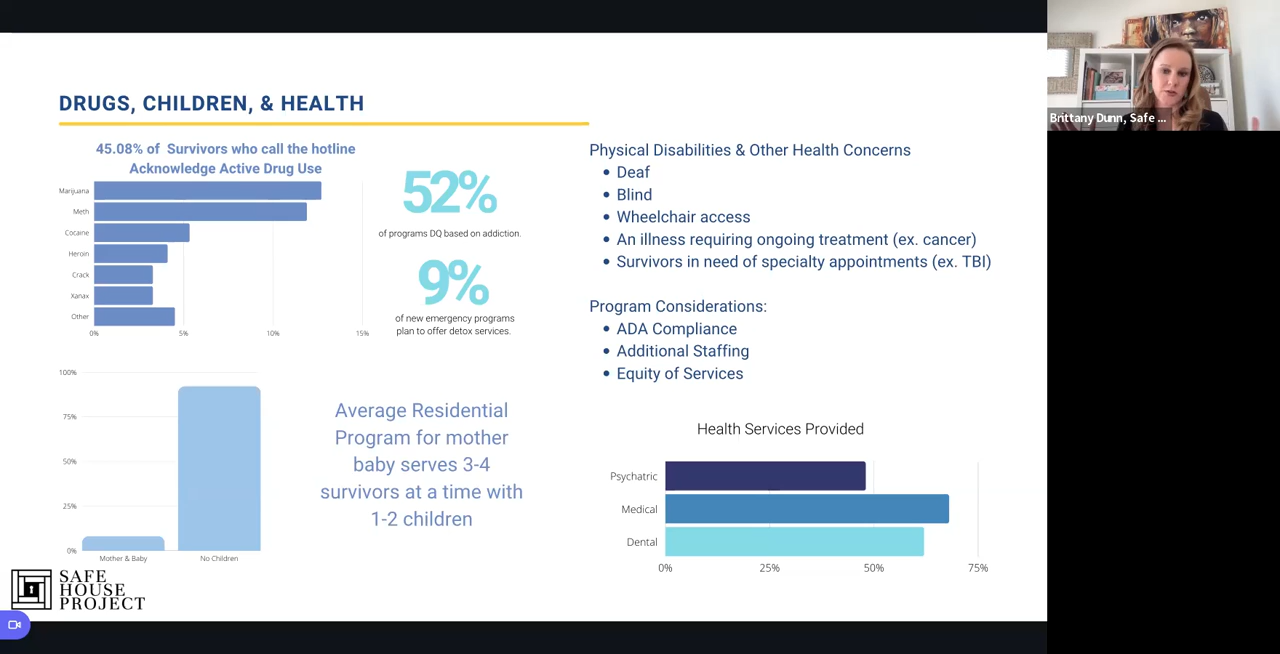 DRUGS, CHILDREN, & HEALTH
45.08% of Survivors who call the hotline
Acknowledge Active Drug Use
Marijuana
Meth
Cocaine
Heroin
Crack
Xanax
Other
0%
5%
10%
15%
52%
of programs DQ based on addiction.
9%
of new emergency programs
plan to offer detox services.
100%
75%
50%
25%
0%
Mother & Baby
No Children
Average Residential
Program for mother
baby serves 3-4
survivors at a time with
1-2 children
Physical Disabilities & Other Health Concerns
• Deaf
• Blind
• Wheelchair access
• An illness requiring ongoing treatment (ex. cancer)
• Survivors in need of specialty appointments (ex. TBI)
Program Considerations:
• ADA Compliance
• Additional Staffing
• Equity of Services
Health Services Provided
Psychatric
Medical
Dental
0%
25%
50%
75%
SAFE
HOUSE
PROJECT
Brittany Dunn, Safe ...